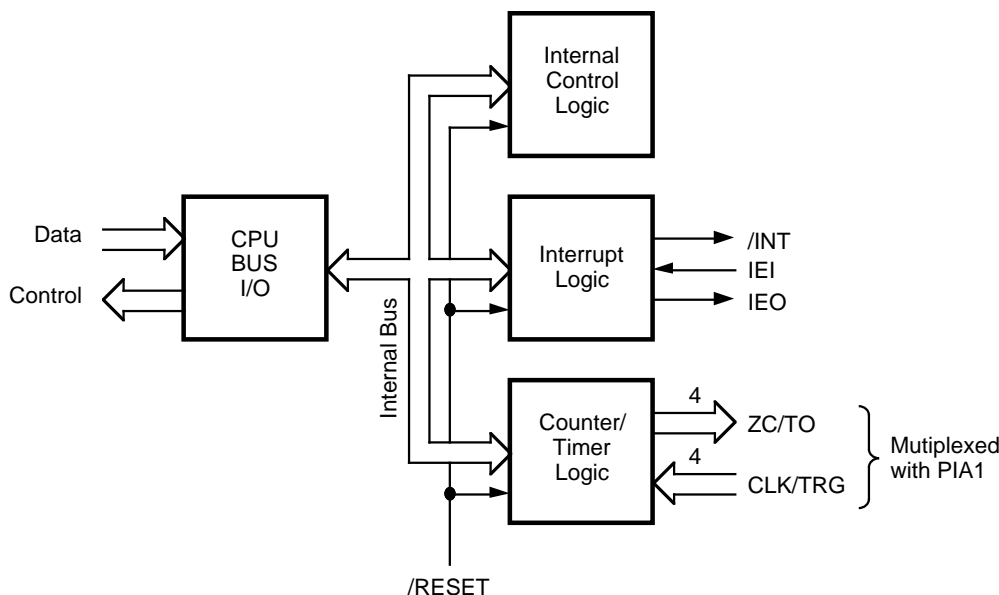 Internal
Control
Logic
Data
Control
CPU
BUS
I/O
Internal Bus
Interrupt
Logic
/INT
IEI
IEO
Counter/
Timer
Logic
4
ZC/TO
4
CLK/TRG
Mutiplexed
with PIA1
/RESET